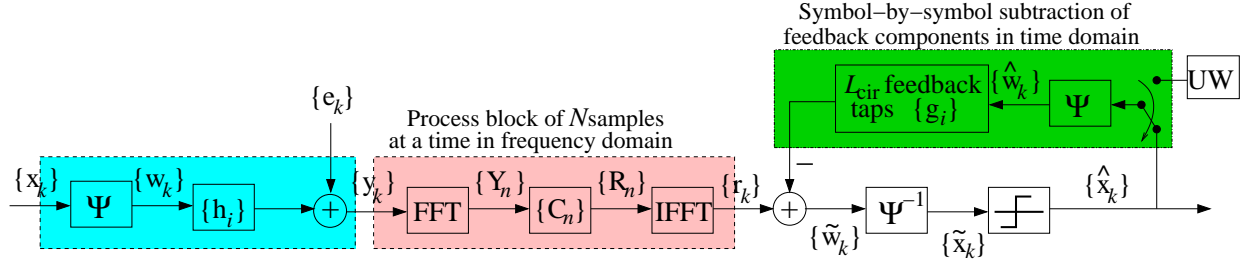 Symbol−by−symbol subtraction of
feedback components in time domain
UW
{ŵ_k}
L_cir feedback
taps {g_i}
Ψ
{e_k}
Process block of N samples
at a time in frequency domain
−
{x_k}
{w_k}
{y_k}
{Y_n}
{R_n}
{r_k}
{x̂_k}
Ψ
{h_i}
+
FFT
{C_n}
IFFT
+
Ψ^−1
{w̃_k}
{x̃_k}